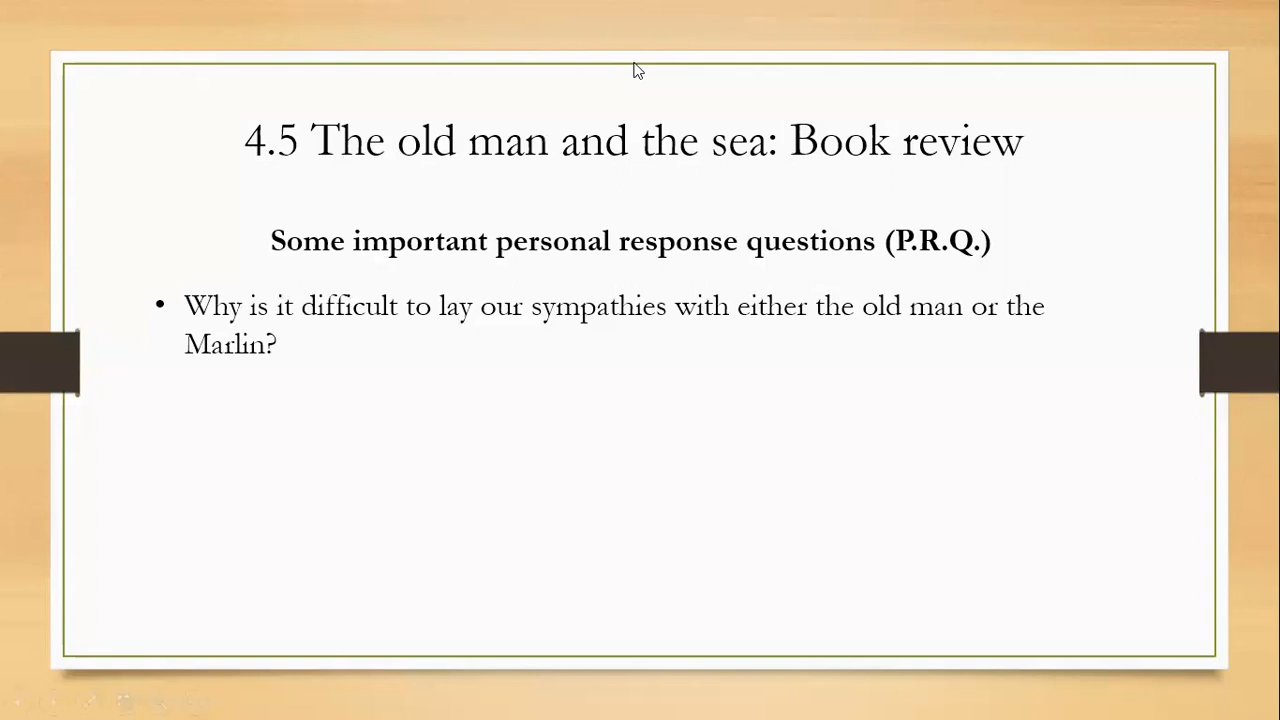 4.5 The old man and the sea: Book review
Some important personal response questions (P.R.Q.)
• Why is it difficult to lay our sympathies with either the old man or the
Marlin?